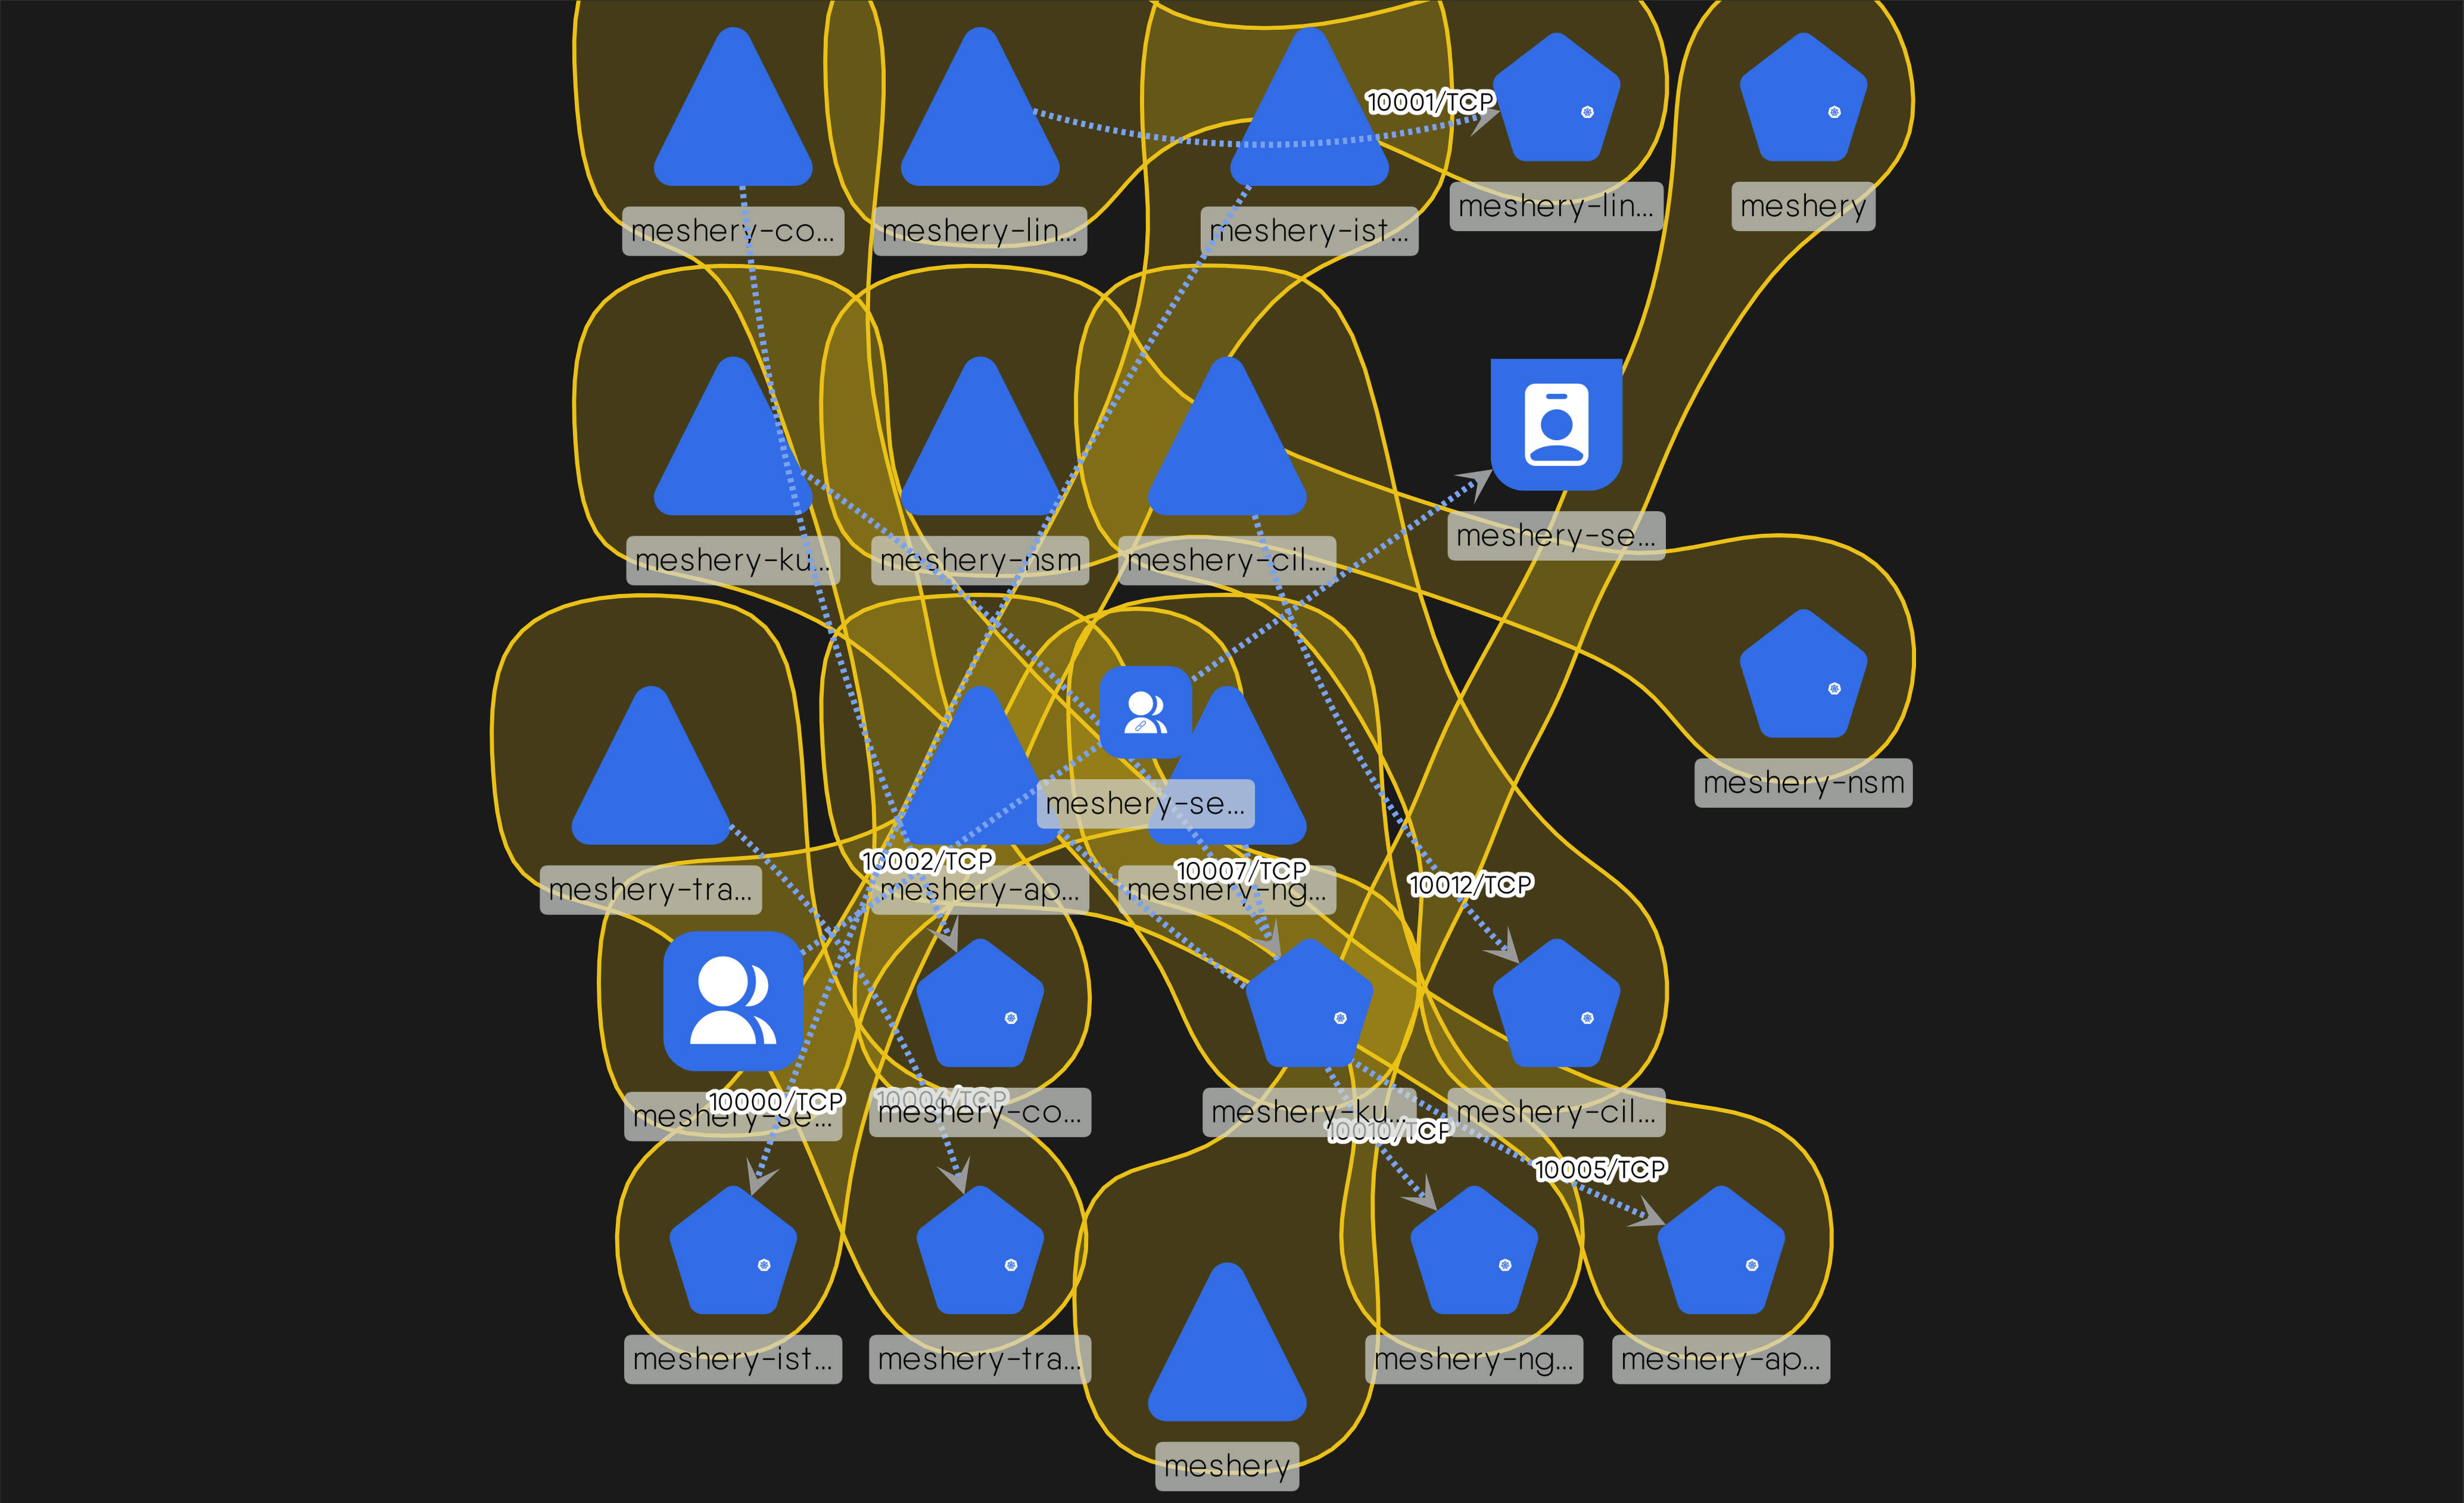 10001/TCP
meshery-co...
meshery-lin...
meshery-ist...
meshery-lin...
meshery
meshery-ku...
meshery-nsm
meshery-cil...
meshery-se...
meshery-nsm
meshery-se...
10002/TCP
10007/TCP
10012/TCP
meshery-tra...
meshery-ap...
meshery-ng...
10000/TCP
meshery-se...
meshery-co...
meshery-ku...
meshery-cil...
10010/TCP
10005/TCP
meshery-ist...
meshery-tra...
meshery-ng...
meshery-ap...
meshery